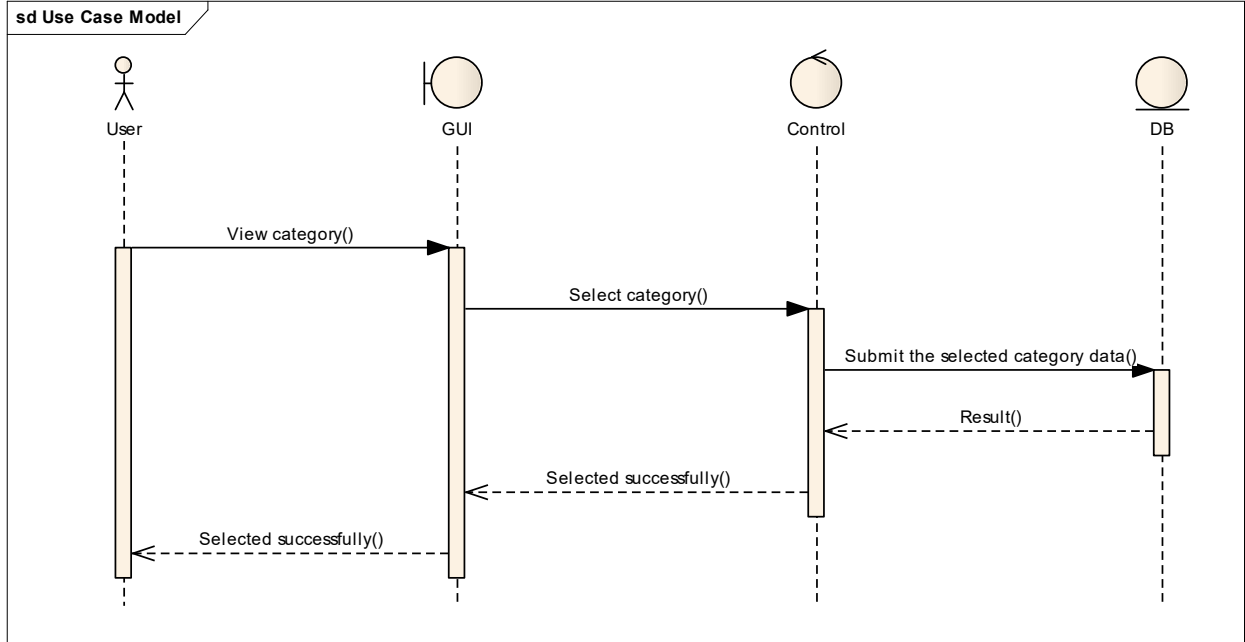 sd Use Case Model
User
GUI
Control
DB
View category()
Select category()
Submit the selected category data()
Result()
Selected successfully()
Selected successfully()